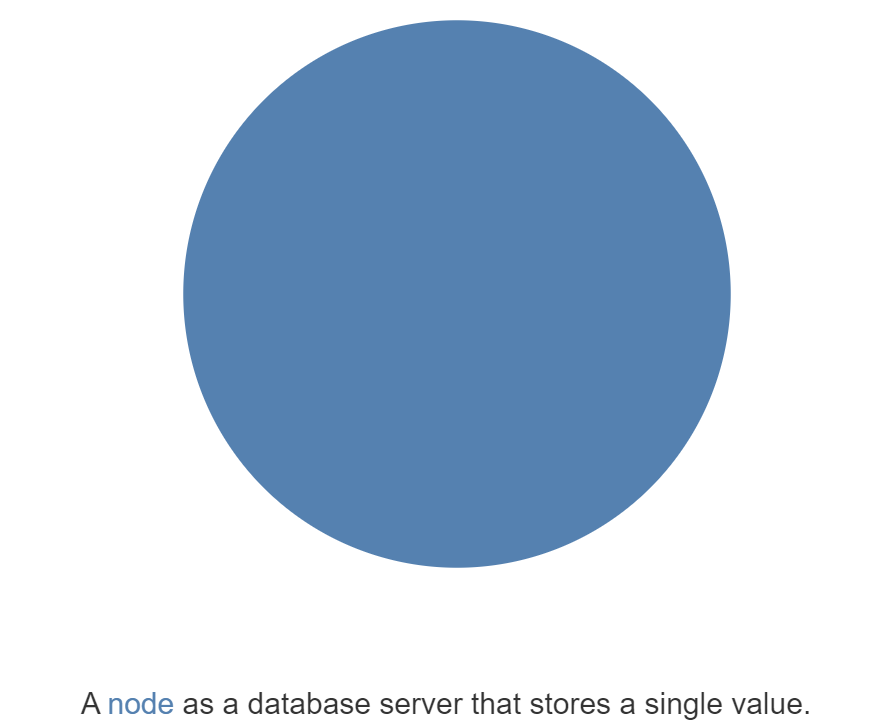 A node as a database server that stores a single value.